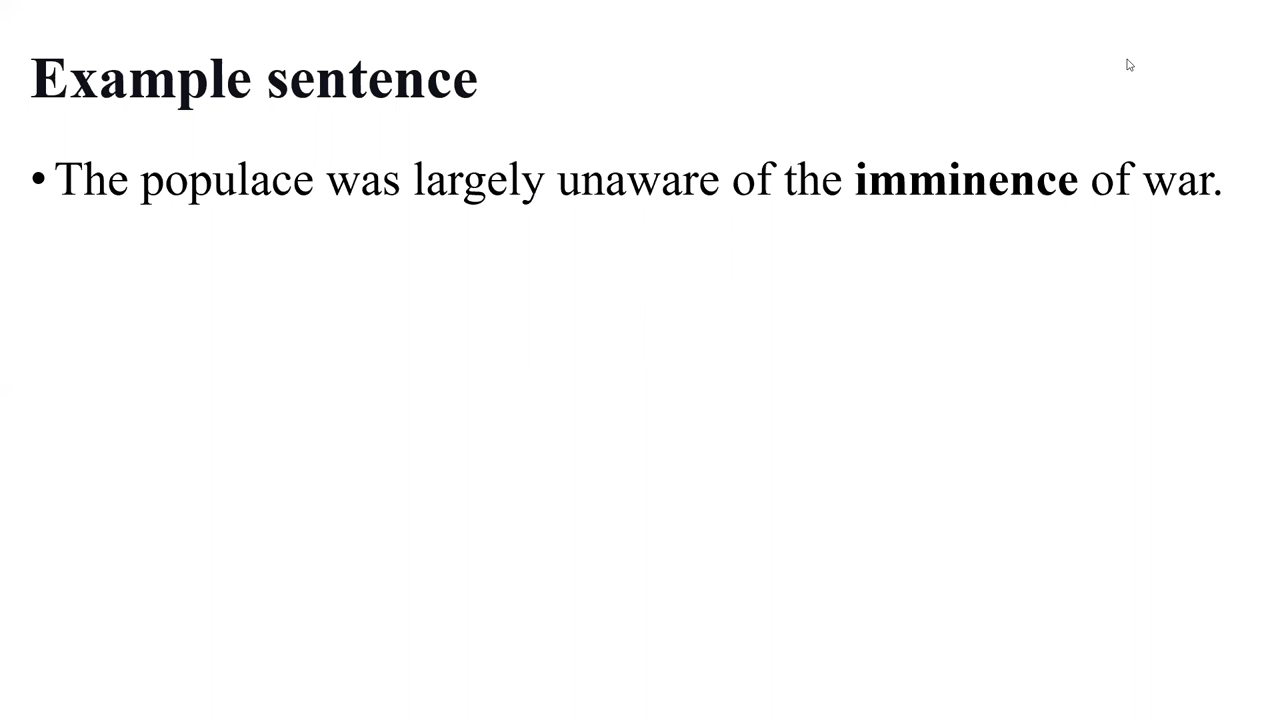 Example sentence
• The populace was largely unaware of the imminence of war.